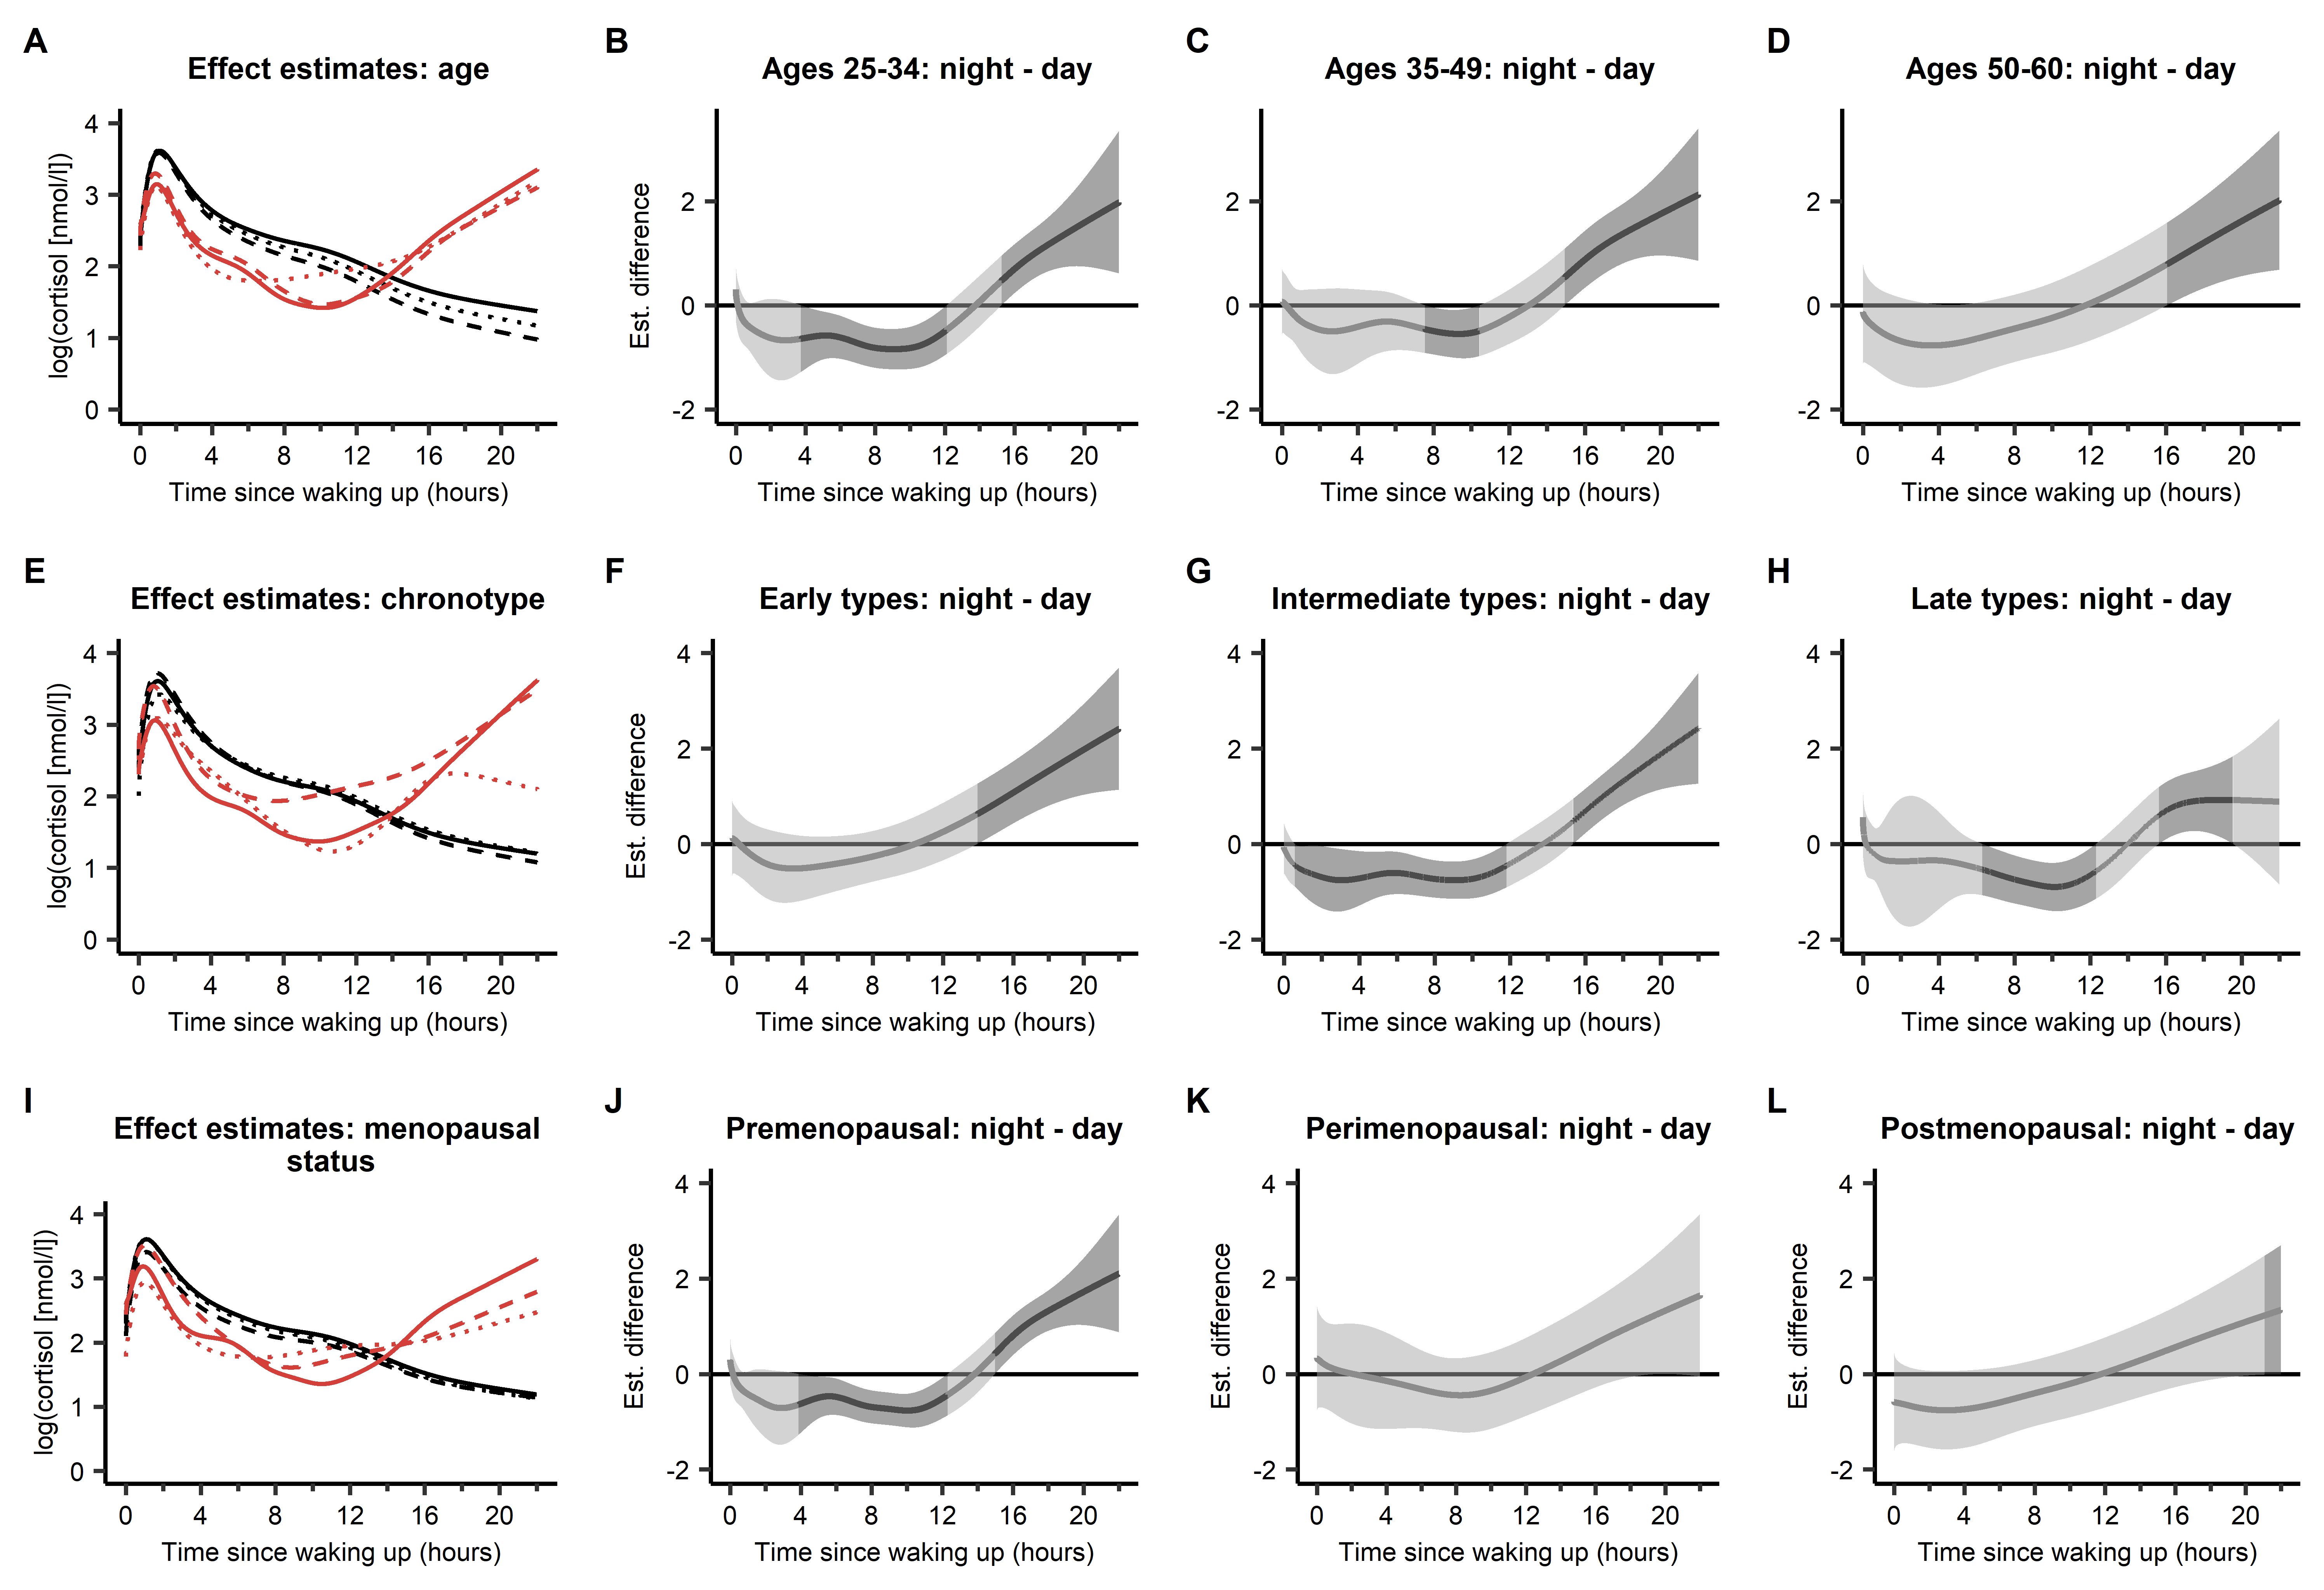 A
Effect estimates: age
log(cortisol [nmol/l])
4
3
2
1
0
0 4 8 12 16 20
Time since waking up (hours)
B
Ages 25-34: night - day
Est. difference
2
0
-2
0 4 8 12 16 20
Time since waking up (hours)
C
Ages 35-49: night - day
2
0
-2
0 4 8 12 16 20
Time since waking up (hours)
D
Ages 50-60: night - day
2
0
-2
0 4 8 12 16 20
Time since waking up (hours)
E
Effect estimates: chronotype
log(cortisol [nmol/l])
4
3
2
1
0
0 4 8 12 16 20
Time since waking up (hours)
F
Early types: night - day
Est. difference
4
2
0
-2
0 4 8 12 16 20
Time since waking up (hours)
G
Intermediate types: night - day
4
2
0
-2
0 4 8 12 16 20
Time since waking up (hours)
H
Late types: night - day
4
2
0
-2
0 4 8 12 16 20
Time since waking up (hours)
I
Effect estimates: menopausal
status
log(cortisol [nmol/l])
4
3
2
1
0
0 4 8 12 16 20
Time since waking up (hours)
J
Premenopausal: night - day
Est. difference
4
2
0
-2
0 4 8 12 16 20
Time since waking up (hours)
K
Perimenopausal: night - day
Est. difference
4
2
0
-2
0 4 8 12 16 20
Time since waking up (hours)
L
Postmenopausal: night - day
Est. difference
4
2
0
-2
0 4 8 12 16 20
Time since waking up (hours)